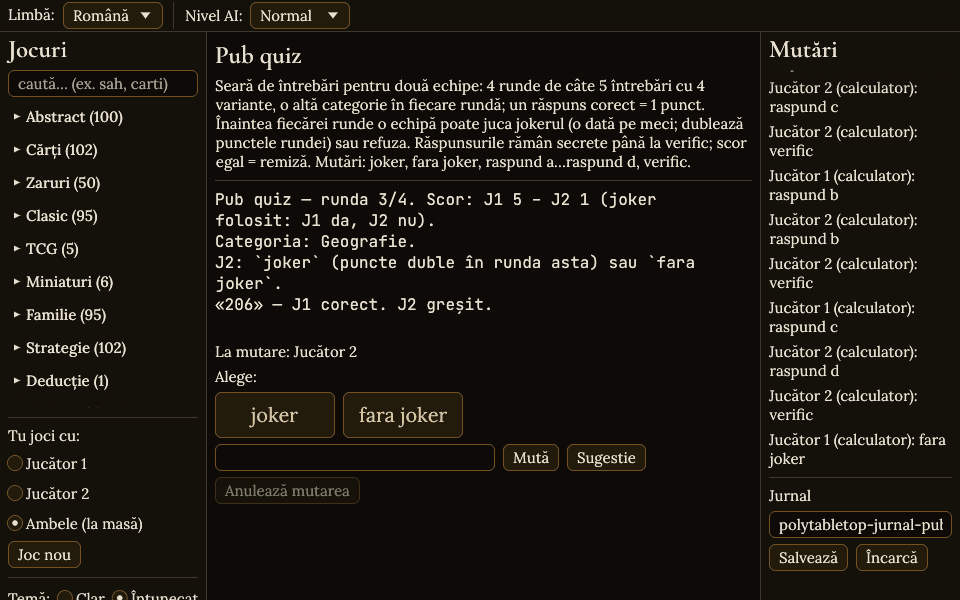 Limbă: Română ▼ Nivel AI: Normal ▼
Jocuri
caută... (ex. sah, carti)
▸ Abstract (100)
▸ Cărți (102)
▸ Zaruri (50)
▸ Clasic (95)
▸ TCG (5)
▸ Miniaturi (6)
▸ Familie (95)
▸ Strategie (102)
▸ Deducție (1)
Tu joci cu:
Jucător 1
Jucător 2
Ambele (la masă)
Joc nou
Temă: Clar Întunecat
Pub quiz
Seară de întrebări pentru două echipe: 4 runde de câte 5 întrebări cu 4
variante, o altă categorie în fiecare rundă; un răspuns corect = 1 punct.
Înaintea fiecărei runde o echipă poate juca jokerul (o dată pe meci; dublează
punctele rundei) sau refuza. Răspunsurile rămân secrete până la verific; scor
egal = remiză. Mutări: joker, fara joker, raspund a…raspund d, verific.
Pub quiz — runda 3/4. Scor: J1 5 – J2 1 (joker
folosit: J1 da, J2 nu).
Categoria: Geografie.
J2: `joker` (puncte duble în runda asta) sau `fara
joker`.
«206» — J1 corect. J2 greșit.
La mutare: Jucător 2
Alege:
joker fara joker
Mută Sugestie
Anulează mutarea
Mutări
Jucător 2 (calculator):
raspund c
Jucător 2 (calculator):
verific
Jucător 1 (calculator):
raspund b
Jucător 2 (calculator):
raspund b
Jucător 2 (calculator):
verific
Jucător 1 (calculator):
raspund c
Jucător 2 (calculator):
raspund d
Jucător 2 (calculator):
verific
Jucător 1 (calculator): fara
joker
Jurnal
polytabletop-jurnal-pub
Salvează Încarcă